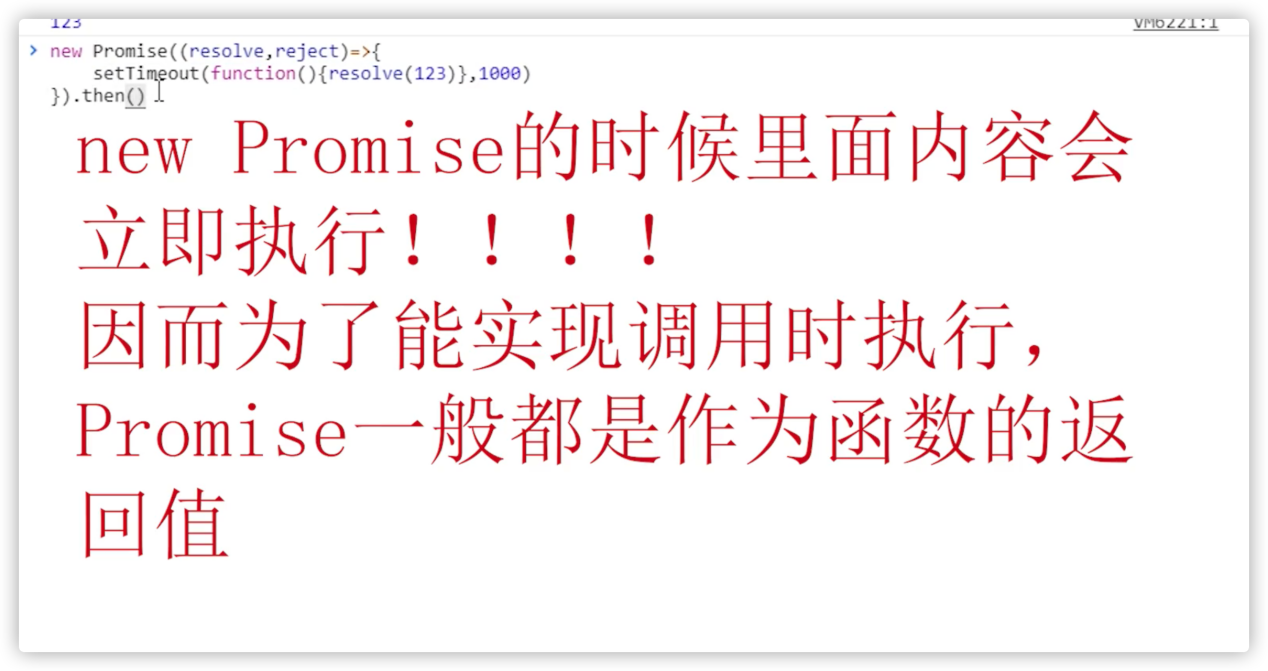 123
VM6221:1
> new Promise((resolve,reject)=>{
setTimeout(function(){resolve(123)},1000)
}).then()
new Promise的时候里面内容会
立即执行！！！！
因而为了能实现调用时执行，
Promise一般都是作为函数的返
回值